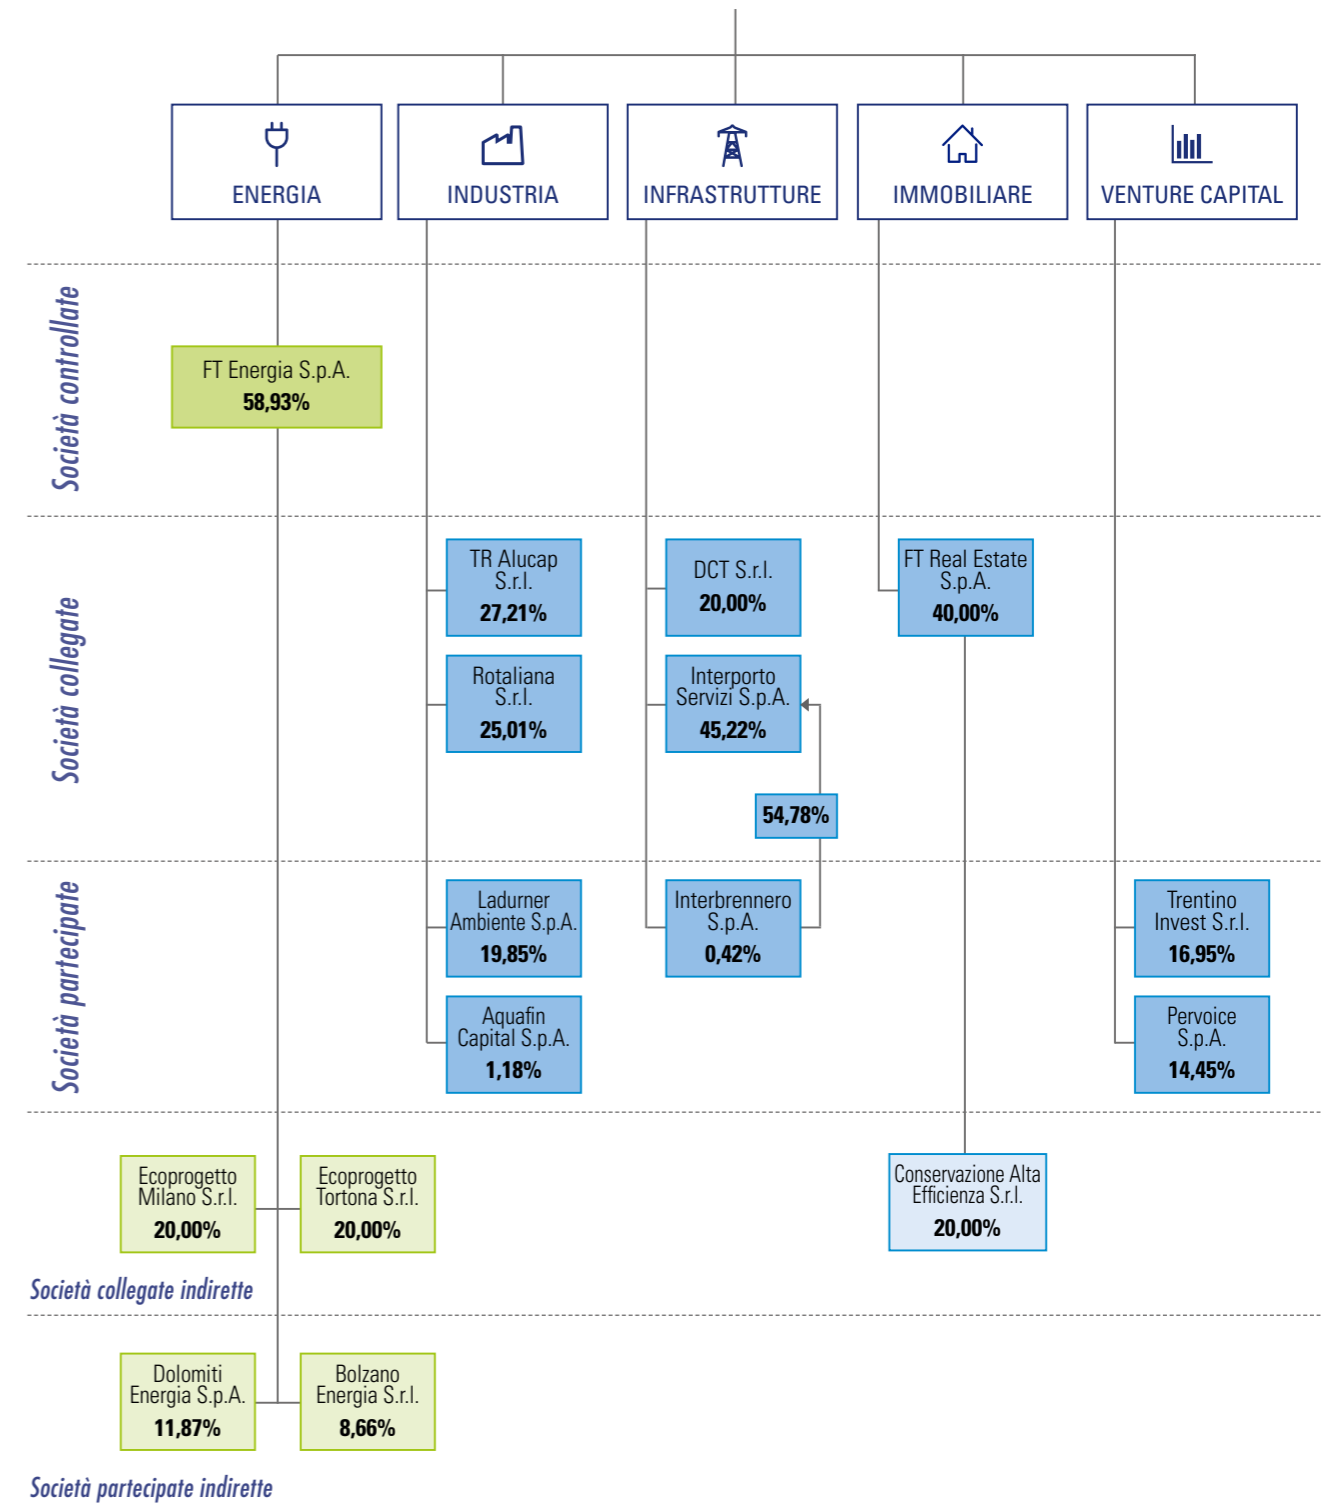 ENERGIA
INDUSTRIA
INFRASTRUTTURE
IMMOBILIARE
VENTURE CAPITAL
Società controllate
FT Energia S.p.A.
58,93%
Società collegate
TR Alucap
S.r.l.
27,21%
DCT S.r.l.
20,00%
FT Real Estate
S.p.A.
40,00%
Rotaliana
S.r.l.
25,01%
Interporto
Servizi S.p.A.
45,22%
54,78%
Società partecipate
Ladurner
Ambiente S.p.A.
19,85%
Interbrennero
S.p.A.
0,42%
Trentino
Invest S.r.l.
16,95%
Aquafin
Capital S.p.A.
1,18%
Pervoice
S.p.A.
14,45%
Ecoprogetto
Milano S.r.l.
20,00%
Ecoprogetto
Tortona S.r.l.
20,00%
Conservazione Alta
Efficienza S.r.l.
20,00%
Società collegate indirette
Dolomiti
Energia S.p.A.
11,87%
Bolzano
Energia S.r.l.
8,66%
Società partecipate indirette